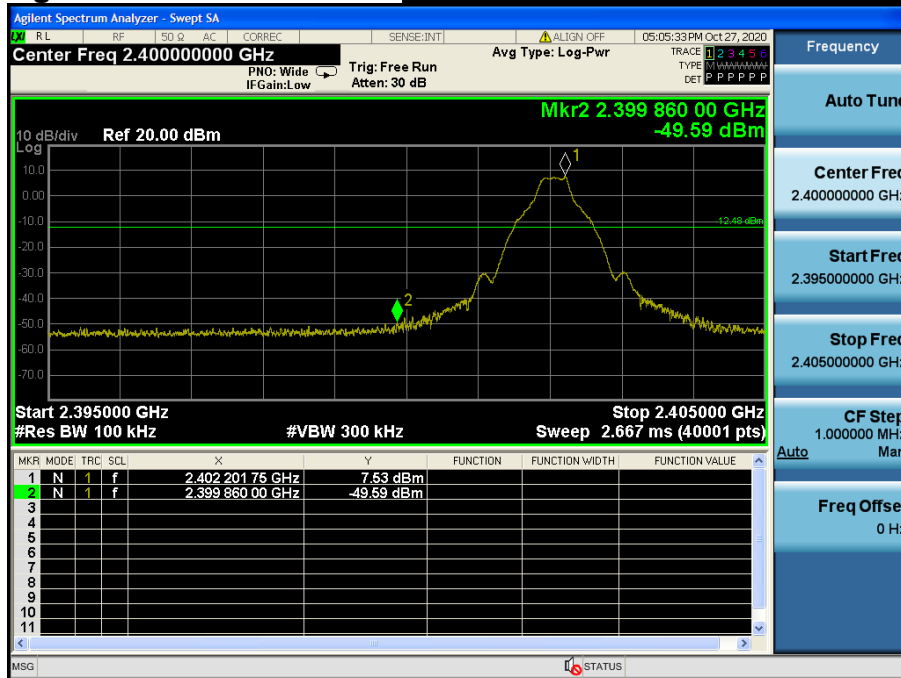 Agilent Spectrum Analyzer - Swept SA
LXI RL RF 50 Ω AC CORREC SENSE:INT ALIGN OFF 05:05:33 PM Oct 27, 2020
Center Freq 2.400000000 GHz Avg Type: Log-Pwr TRACE 1 2 3 4 5 6
PNO: Wide Trig: Free Run TYPE M WWWWW
IFGain:Low Atten: 30 dB DET P P P P P P
Mkr2 2.399 860 00 GHz
10 dB/div Ref 20.00 dBm -49.59 dBm
Log
1
10.0
0.00
-10.0
-12.48 dBm
-20.0
-30.0
-40.0
2
-50.0
-60.0
-70.0
Start 2.395000 GHz Stop 2.405000 GHz
#Res BW 100 kHz #VBW 300 kHz Sweep 2.667 ms (40001 pts)
MKR MODE TRC SCL X Y FUNCTION FUNCTION WIDTH FUNCTION VALUE
1 N 1 f 2.402 201 75 GHz 7.53 dBm
2 N 1 f 2.399 860 00 GHz -49.59 dBm
3
4
5
6
7
8
9
10
11
MSG STATUS
Frequency
Auto Tune
Center Freq
2.400000000 GHz
Start Freq
2.395000000 GHz
Stop Freq
2.405000000 GHz
CF Step
1.000000 MHz
Auto Man
Freq Offset
0 Hz